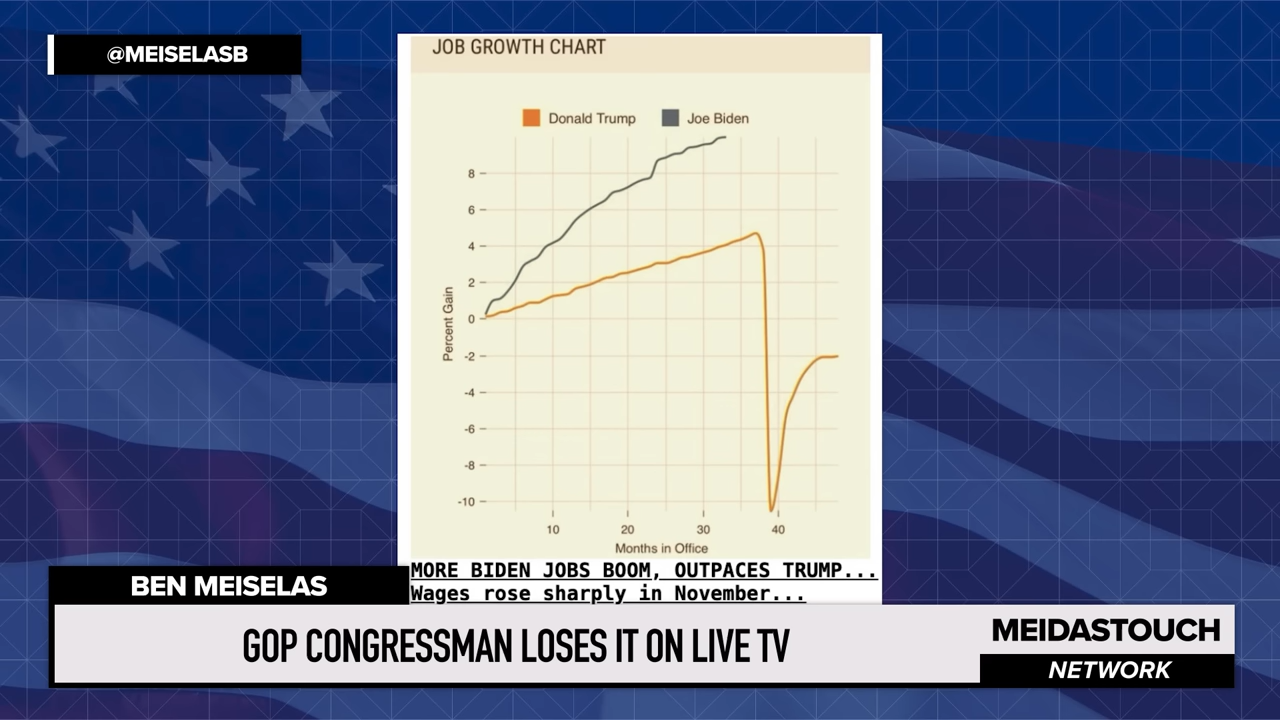 @MEISELASB
JOB GROWTH CHART
Donald Trump Joe Biden
8
6
4
2
0
-2
-4
-6
-8
-10
Percent Gain
10 20 30 40
Months in Office
MORE BIDEN JOBS BOOM, OUTPACES TRUMP...
Wages rose sharply in November...
BEN MEISELAS
GOP CONGRESSMAN LOSES IT ON LIVE TV
MEIDASTOUCH
NETWORK